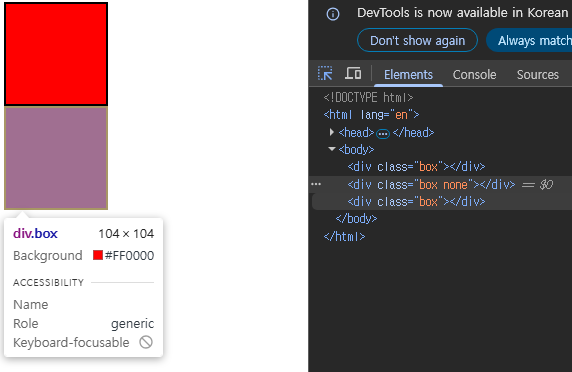 DevTools is now available in Korean
Don't show again
Always match
Elements
Console
Sources
<!DOCTYPE html>
<html lang="en">
<head>
</head>
<body>
<div class="box"></div>
<div class="box none"></div> == $0
<div class="box"></div>
</body>
</html>
div.box
104 × 104
Background
#FF0000
ACCESSIBILITY
Name
Role
generic
Keyboard-focusable